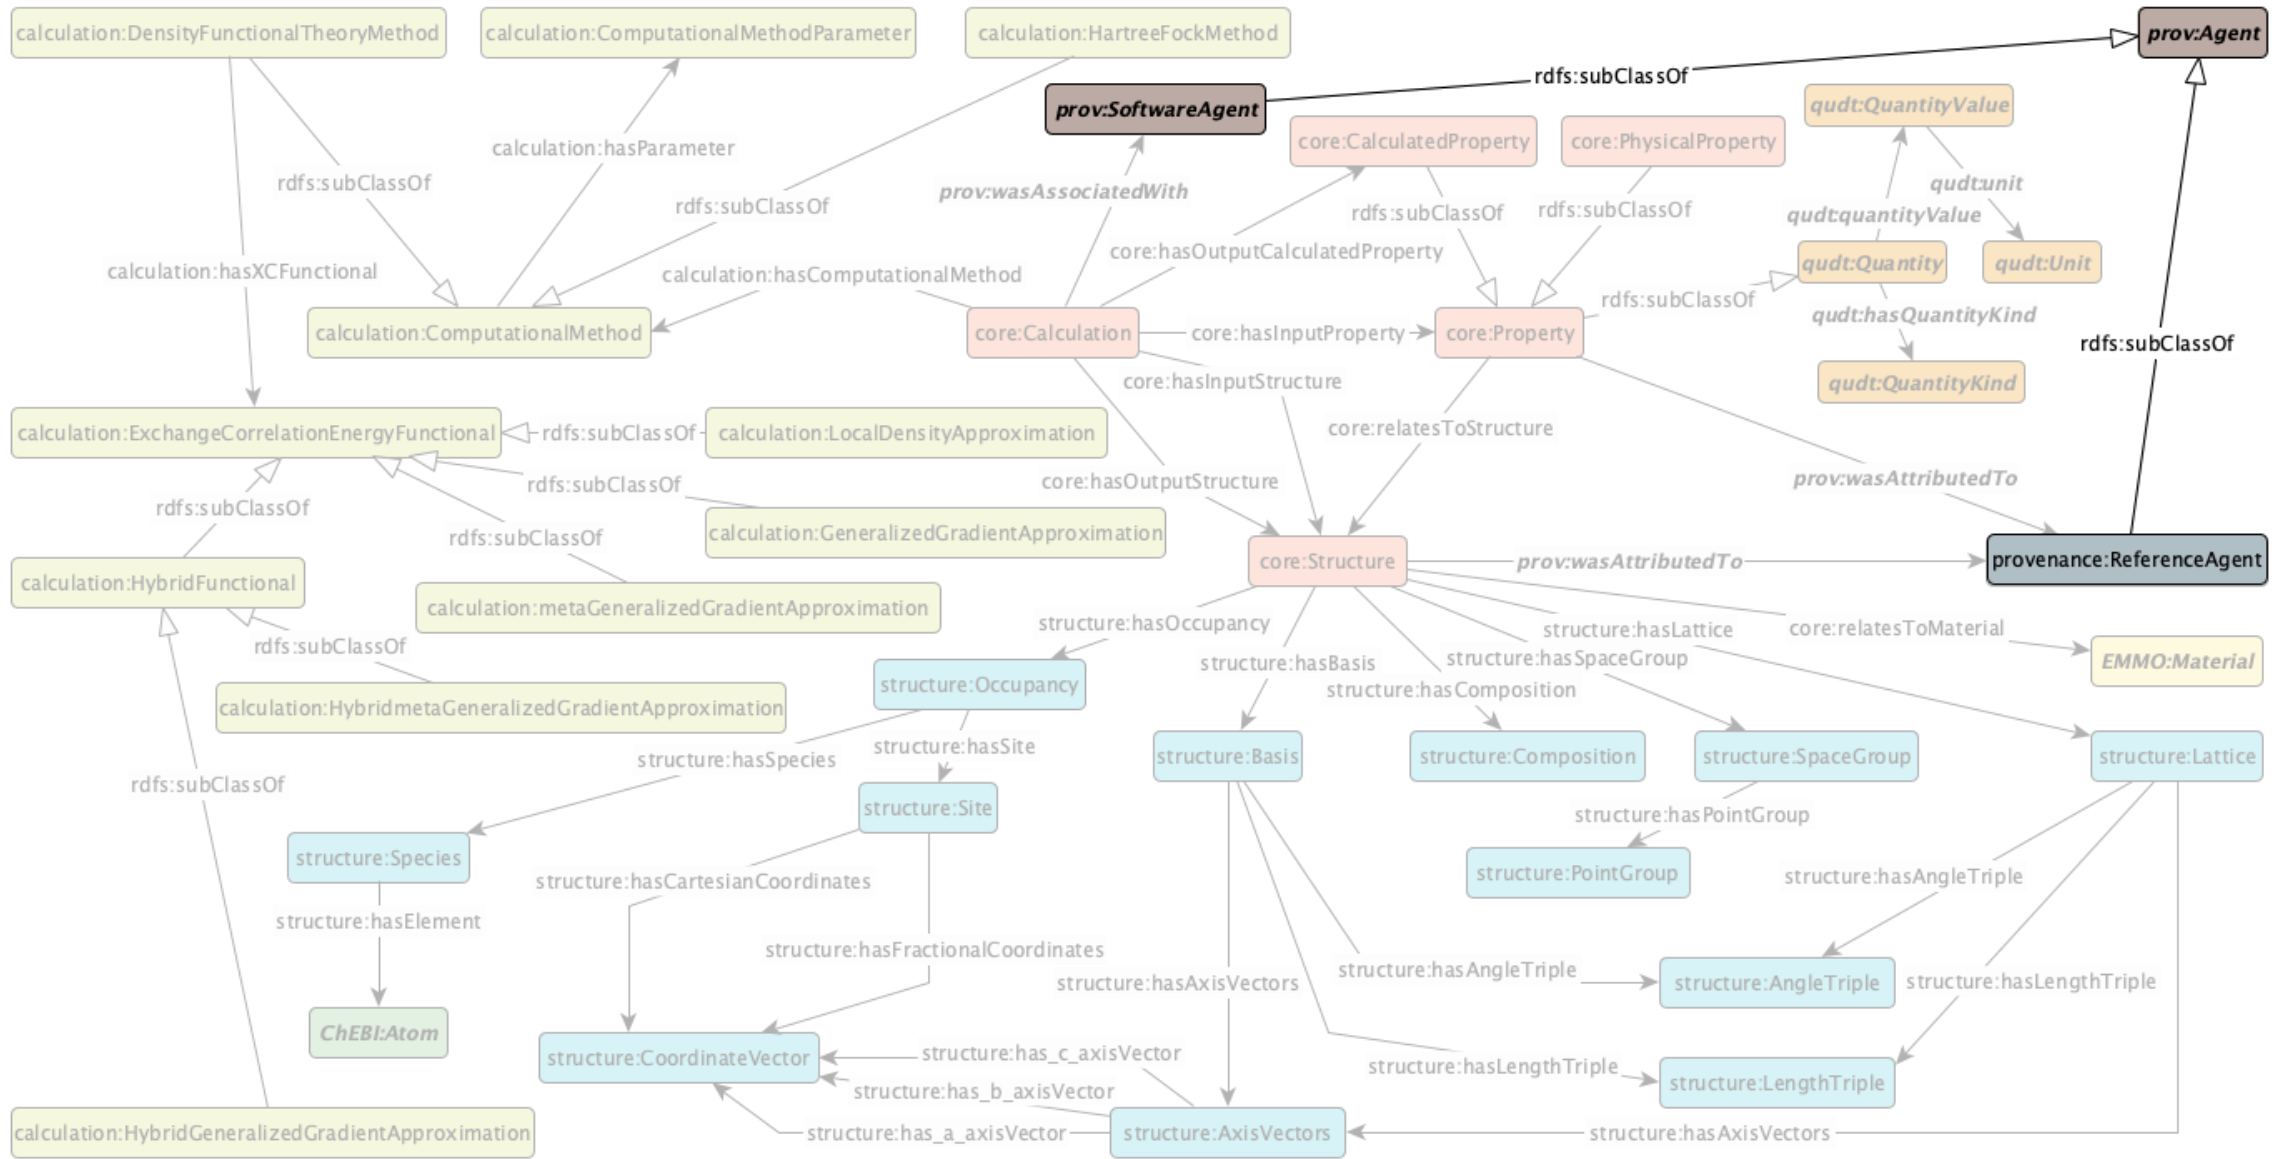 calculation:DensityFunctionalTheoryMethod
calculation:ComputationalMethodParameter
calculation:HartreeFockMethod
prov:Agent
rdfs:subClassOf
prov:SoftwareAgent
qudt:QuantityValue
core:CalculatedProperty
core:PhysicalProperty
calculation:hasParameter
rdfs:subClassOf
qudt:unit
prov:wasAssociatedWith
rdfs:subClassOf
rdfs:subClassOf
rdfs:subClassOf
qudt:quantityValue
core:hasOutputCalculatedProperty
calculation:hasXCFunctional
calculation:hasComputationalMethod
qudt:Quantity
qudt:Unit
rdfs:subClassOf
qudt:hasQuantityKind
calculation:ComputationalMethod
core:Calculation
core:hasInputProperty
core:Property
rdfs:subClassOf
core:hasInputStructure
qudt:QuantityKind
calculation:ExchangeCorrelationEnergyFunctional
rdfs:subClassOf
calculation:LocalDensityApproximation
core:relatesToStructure
rdfs:subClassOf
core:hasOutputStructure
prov:wasAttributedTo
rdfs:subClassOf
rdfs:subClassOf
calculation:GeneralizedGradientApproximation
core:Structure
prov:wasAttributedTo
provenance:ReferenceAgent
calculation:HybridFunctional
calculation:metaGeneralizedGradientApproximation
structure:hasOccupancy
structure:hasLattice
core:relatesToMaterial
rdfs:subClassOf
structure:hasBasis
structure:hasSpaceGroup
EMMO:Material
structure:Occupancy
structure:hasComposition
calculation:HybridmetaGeneralizedGradientApproximation
structure:hasSpecies
structure:hasSite
structure:Basis
structure:Composition
structure:SpaceGroup
structure:Lattice
rdfs:subClassOf
structure:Site
structure:hasPointGroup
structure:Species
structure:hasCartesianCoordinates
structure:PointGroup
structure:hasAngleTriple
structure:hasElement
structure:hasFractionalCoordinates
structure:hasAxisVectors
structure:hasAngleTriple
structure:AngleTriple
structure:hasLengthTriple
ChEBI:Atom
structure:CoordinateVector
structure:has_c_axisVector
structure:hasLengthTriple
structure:LengthTriple
structure:has_b_axisVector
calculation:HybridGeneralizedGradientApproximation
structure:has_a_axisVector
structure:AxisVectors
structure:hasAxisVectors